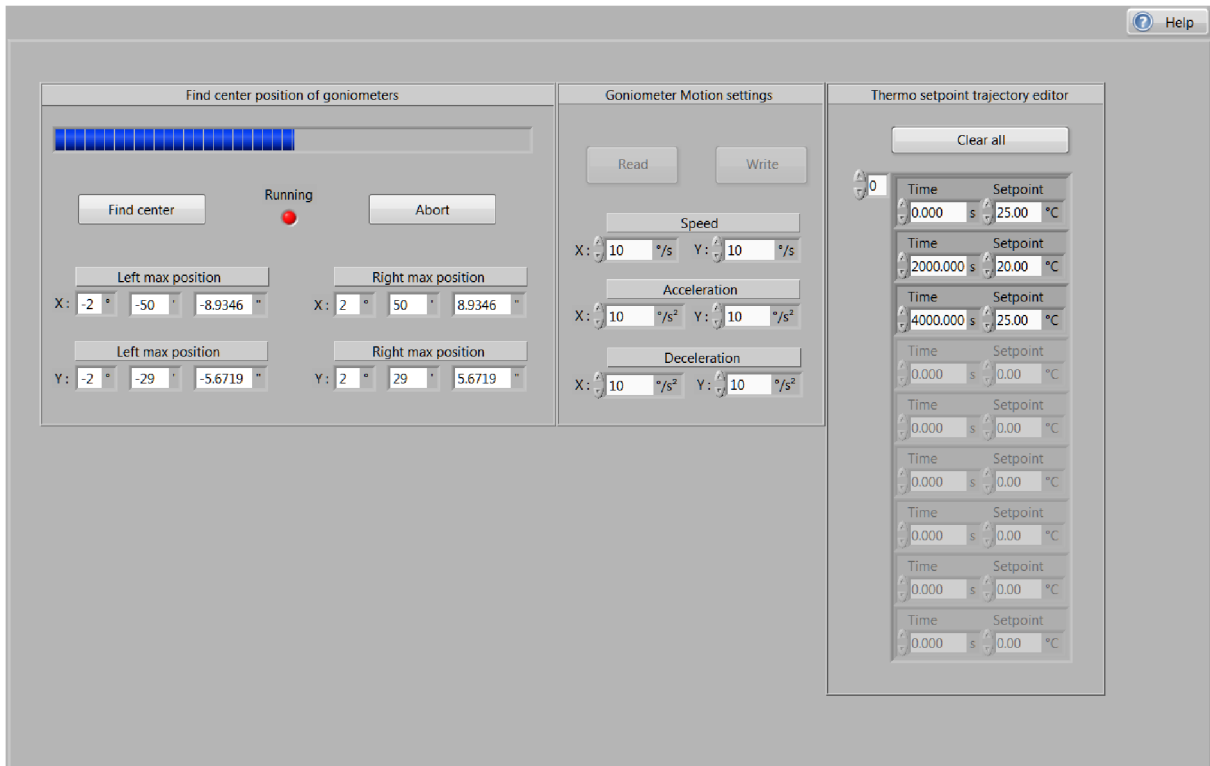 Help
Find center position of goniometers
Find center
Running
Abort
Left max position
Right max position
X : -2 ° -50 ' -8.9346 "
X : 2 ° 50 ' 8.9346 "
Left max position
Right max position
Y : -2 ° -29 ' -5.6719 "
Y : 2 ° 29 ' 5.6719 "
Goniometer Motion settings
Read
Write
Speed
X : 10 °/s Y : 10 °/s
Acceleration
X : 10 °/s² Y : 10 °/s²
Deceleration
X : 10 °/s² Y : 10 °/s²
Thermo setpoint trajectory editor
Clear all
0
Time Setpoint
0.000 s 25.00 °C
Time Setpoint
2000.000 s 20.00 °C
Time Setpoint
4000.000 s 25.00 °C
Time Setpoint
0.000 s 0.00 °C
Time Setpoint
0.000 s 0.00 °C
Time Setpoint
0.000 s 0.00 °C
Time Setpoint
0.000 s 0.00 °C
Time Setpoint
0.000 s 0.00 °C
Time Setpoint
0.000 s 0.00 °C